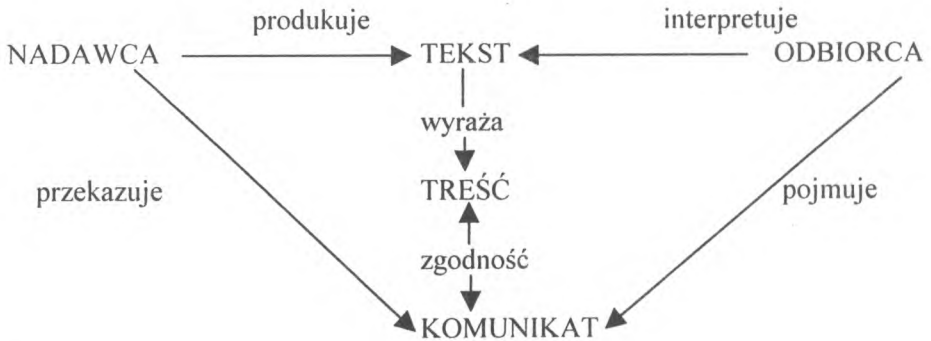 produkuje interpretuje
NADAWCA TEKST ODBIORCA
wyraża
przekazuje TREŚĆ pojmuje
zgodność
KOMUNIKAT